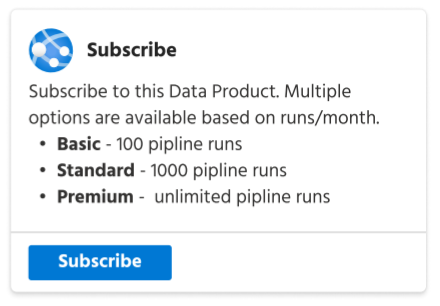 Subscribe
Subscribe to this Data Product. Multiple
options are available based on runs/month.
• Basic - 100 pipline runs
• Standard - 1000 pipline runs
• Premium -  unlimited pipline runs
Subscribe